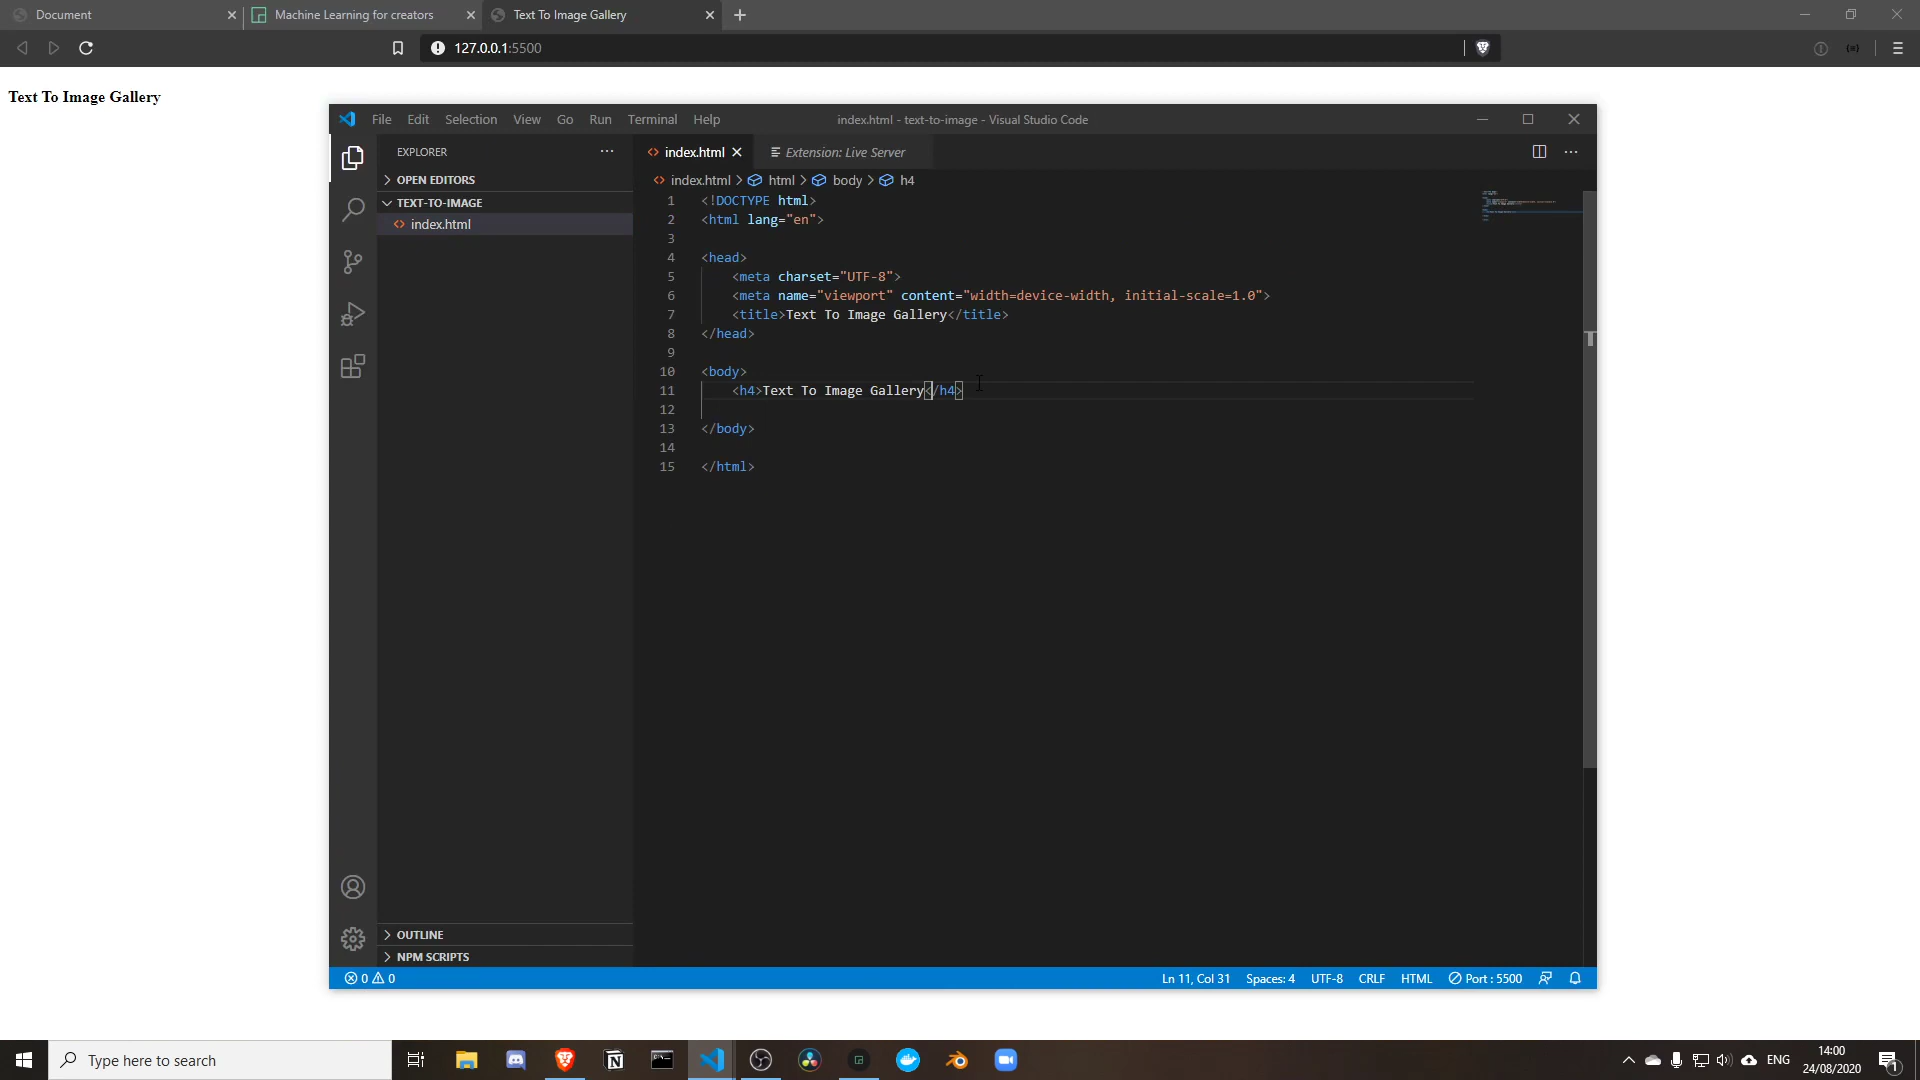 Document
Machine Learning for creators
Text To Image Gallery
127.0.0.1:5500
Text To Image Gallery
File Edit Selection View Go Run Terminal Help
index.html - text-to-image - Visual Studio Code
EXPLORER
OPEN EDITORS
TEXT-TO-IMAGE
index.html
OUTLINE
NPM SCRIPTS
index.html
Extension: Live Server
index.html > html > body > h4
1 <!DOCTYPE html>
2 <html lang="en">
3
4 <head>
5 <meta charset="UTF-8">
6 <meta name="viewport" content="width=device-width, initial-scale=1.0">
7 <title>Text To Image Gallery</title>
8 </head>
9
10 <body>
11 <h4>Text To Image Gallery</h4>
12
13 </body>
14
15 </html>
0 0
Ln 11, Col 31 Spaces: 4 UTF-8 CRLF HTML Port : 5500
Type here to search
ENG
14:00
24/08/2020
1